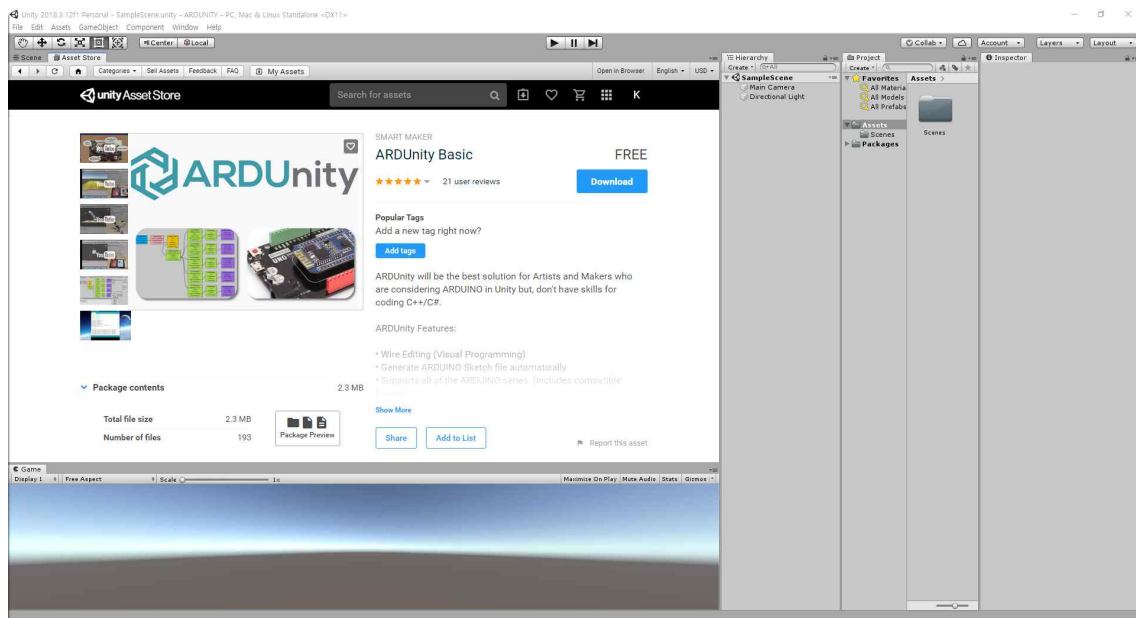 Unity 2018.3.12f1 Personal - SampleScene.unity - ARDUNITY - PC, Mac & Linux Standalone <DX11>
File Edit Assets GameObject Component Window Help
Center Local
Collab Account Layers Layout
Scene Asset Store
Categories Sell Assets Feedback FAQ My Assets
Open in Browser English USD
unity Asset Store
Search for assets
K
ARDUnity
SMART MAKER
ARDUnity Basic FREE
21 user reviews
Download
Popular Tags
Add a new tag right now?
Add tags
ARDUnity will be the best solution for Artists and Makers who
are considering ARDUINO in Unity but, don't have skills for
coding C++/C#.
ARDUnity Features:
• Wire Editing (Visual Programming)
• Generate ARDUINO Sketch file automatically.
• Supports all of the ARDUINO series. (Includes compatible
Show More
Share Add to List
Report this asset
Package contents 2.3 MB
Total file size 2.3 MB
Number of files 193
Package Preview
Game
Display 1 Free Aspect Scale 1x
Maximize On Play Mute Audio Stats Gizmos
Hierarchy
Create All
SampleScene
Main Camera
Directional Light
Project
Create
Favorites
All Materia
All Models
All Prefabs
Assets
Scenes
Packages
Assets
Scenes
Inspector